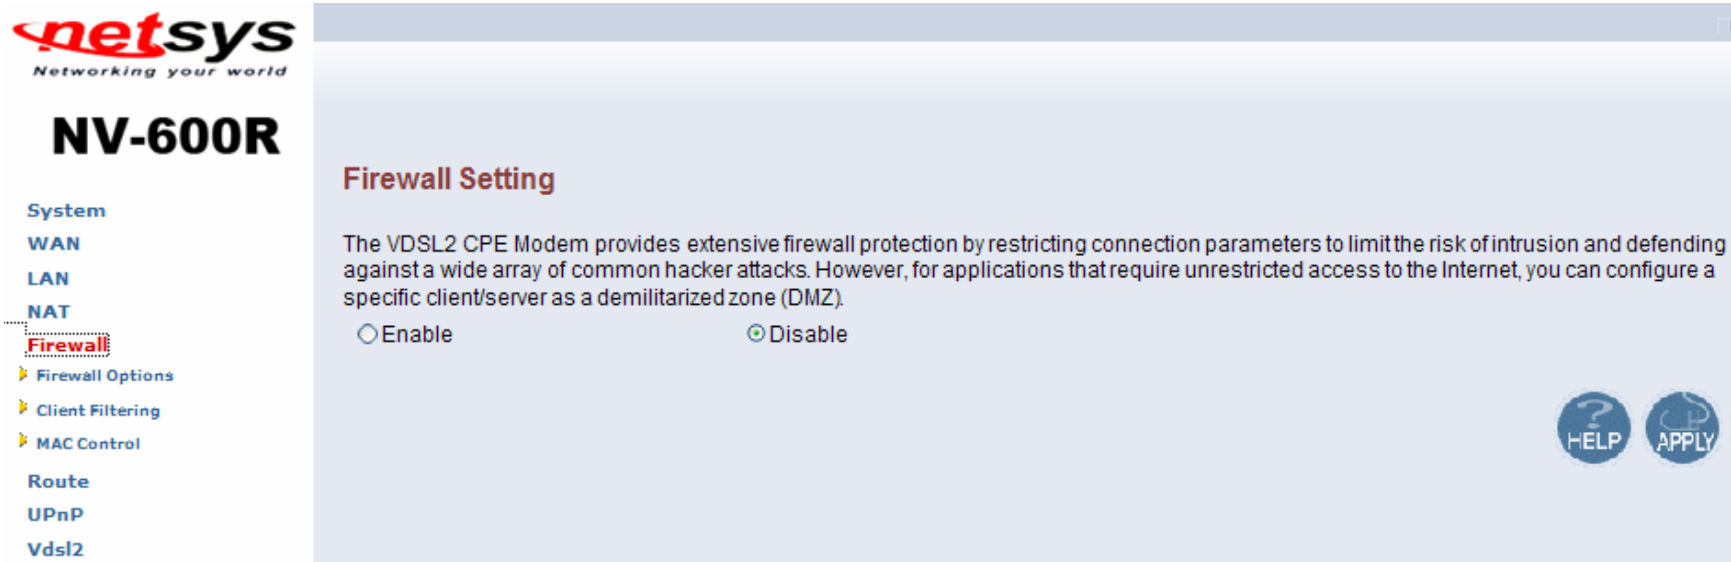 netsys
Networking your world
NV-600R
System
WAN
LAN
NAT
Firewall
Firewall Options
Client Filtering
MAC Control
Route
UPnP
Vdsl2
Firewall Setting
The VDSL2 CPE Modem provides extensive firewall protection by restricting connection parameters to limit the risk of intrusion and defending
against a wide array of common hacker attacks. However, for applications that require unrestricted access to the Internet, you can configure a
specific client/server as a demilitarized zone (DMZ).
Enable Disable
HELP APPLY